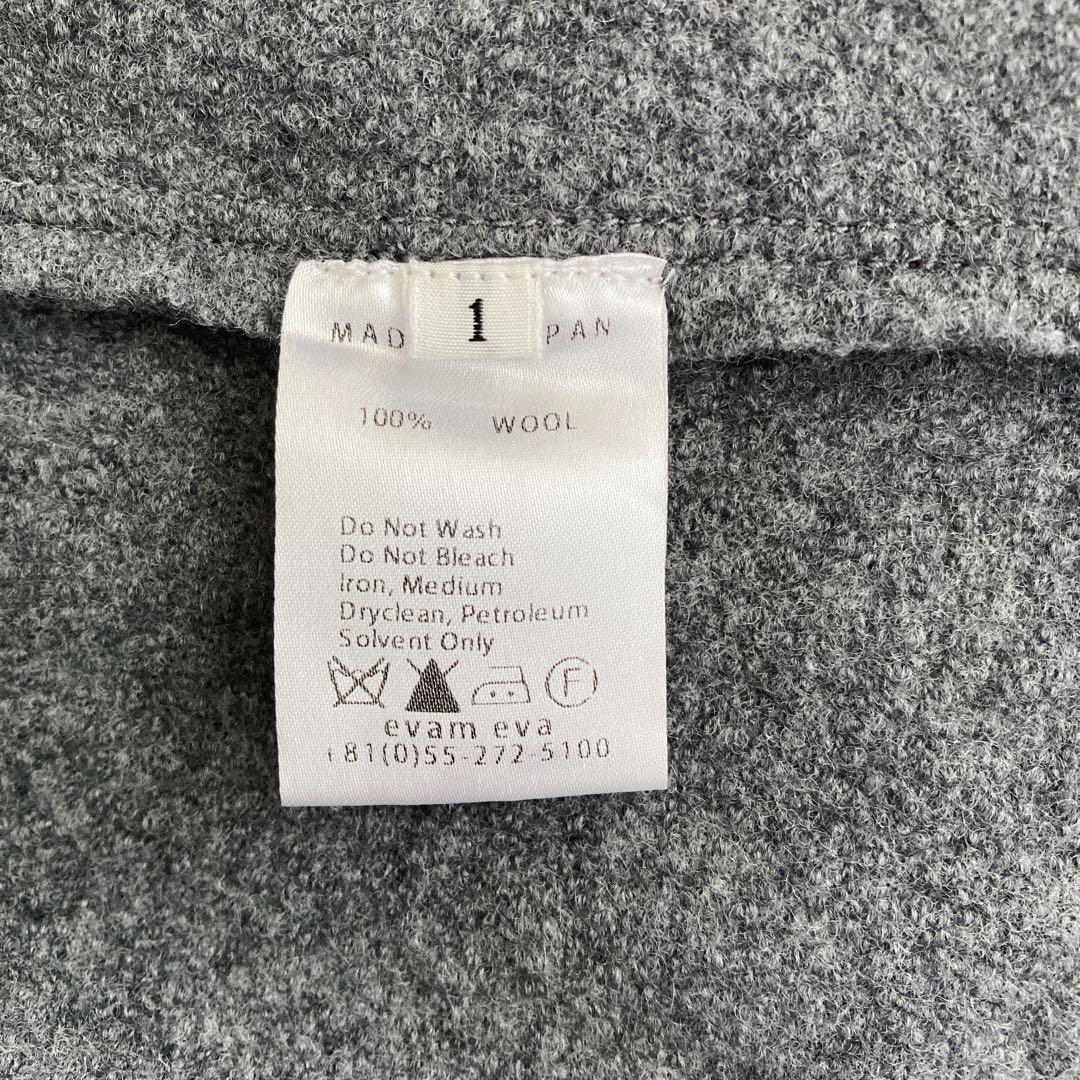 1
MAD PAN
100% WOOL
Do Not Wash
Do Not Bleach
Iron, Medium
Dryclean, Petroleum
Solvent Only
F
evam eva
+81(0)55-272-5100